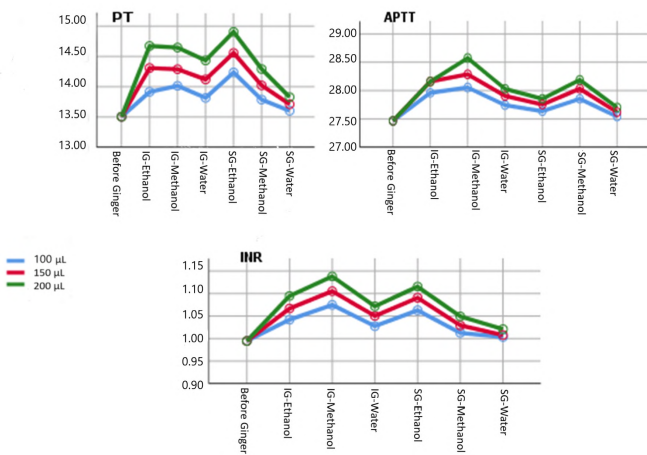 PT
15.00
14.50
14.00
13.50
13.00
Before Ginger
IG-Ethanol
IG-Methanol
IG-Water
SG-Ethanol
SG-Methanol
SG-Water
APTT
29.00
28.50
28.00
27.50
27.00
Before Ginger
IG-Ethanol
IG-Methanol
IG-Water
SG-Ethanol
SG-Methanol
SG-Water
100 µL
150 µL
200 µL
INR
1.15
1.10
1.05
1.00
0.95
0.90
Before Ginger
IG-Ethanol
IG-Methanol
IG-Water
SG-Ethanol
SG-Methanol
SG-Water